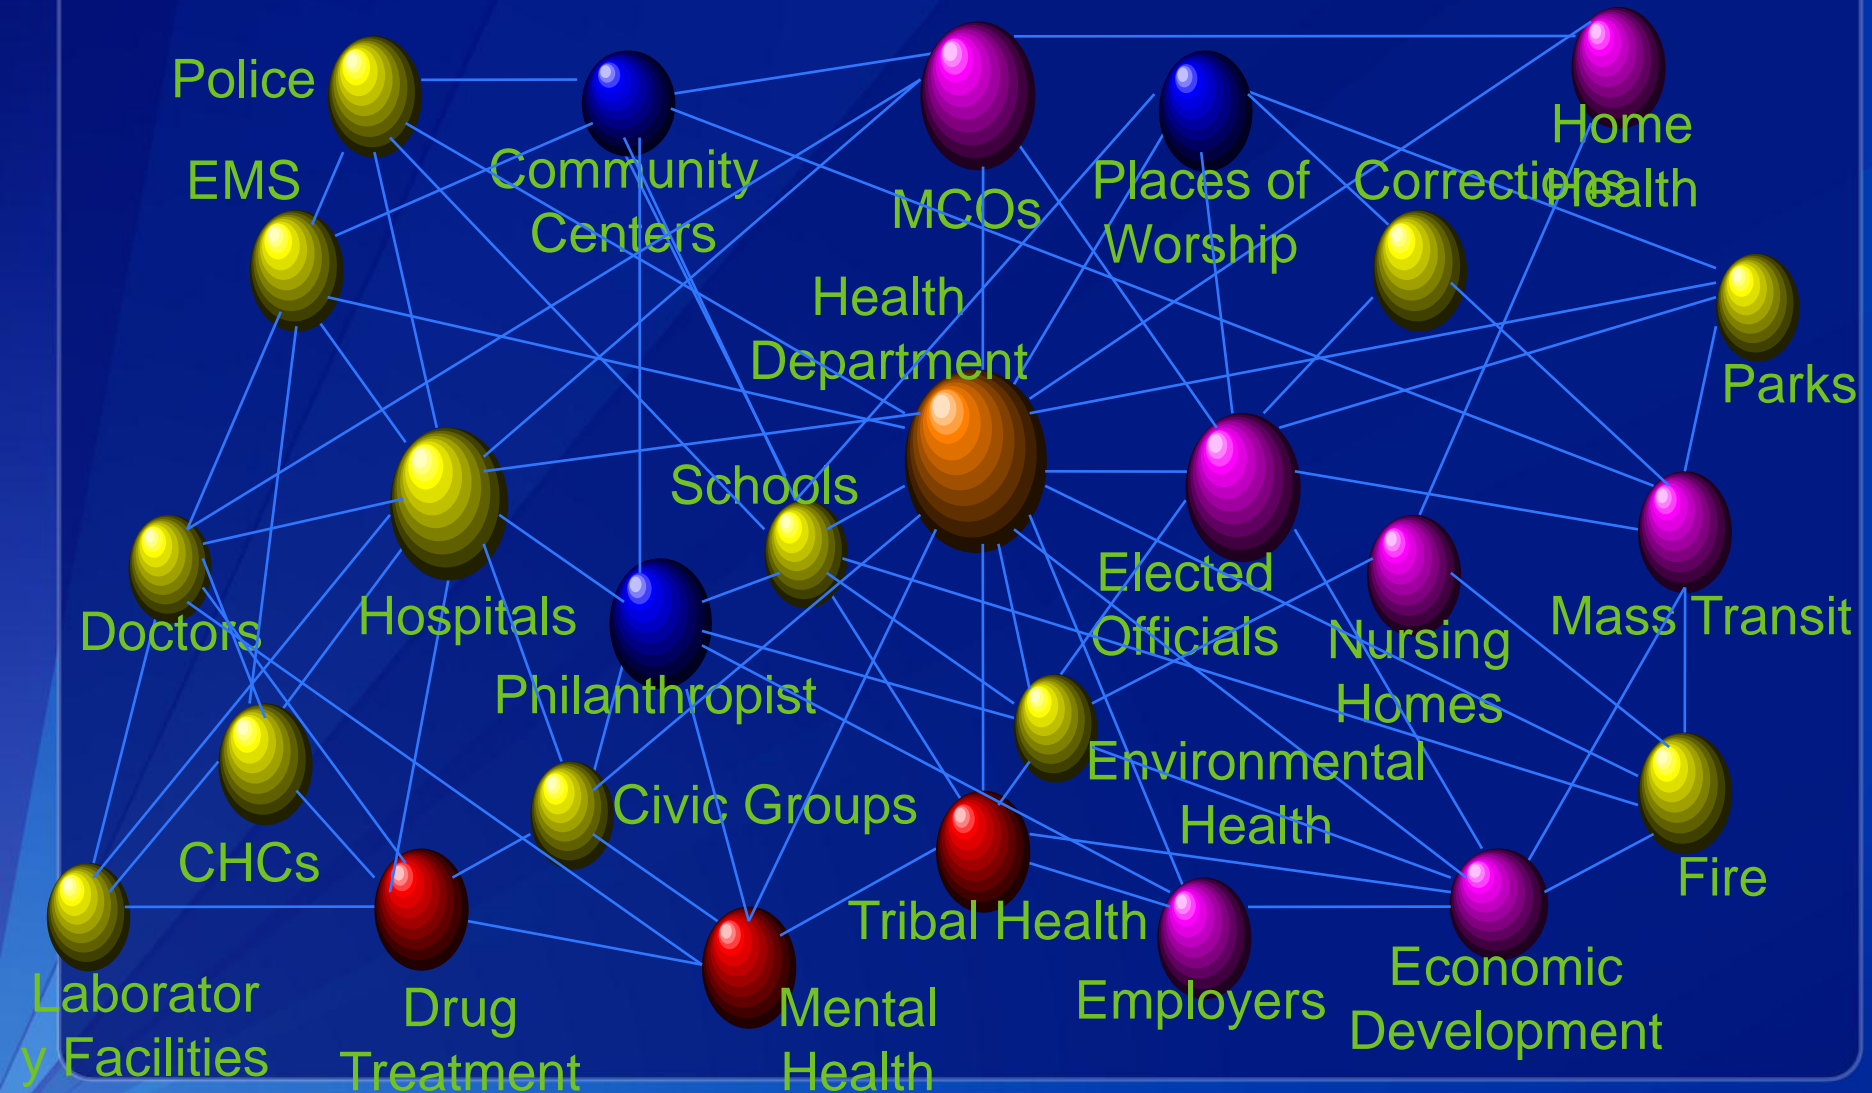 Police
EMS
Community
Centers
MCOs
Places of
Worship
Corrections
Home
Health
Health
Department
Parks
Schools
Doctors
Hospitals
Philanthropist
Elected
Officials
Nursing
Homes
Mass Transit
CHCs
Civic Groups
Environmental
Health
Fire
Laborator
y Facilities
Drug
Treatment
Mental
Health
Tribal Health
Employers
Economic
Development